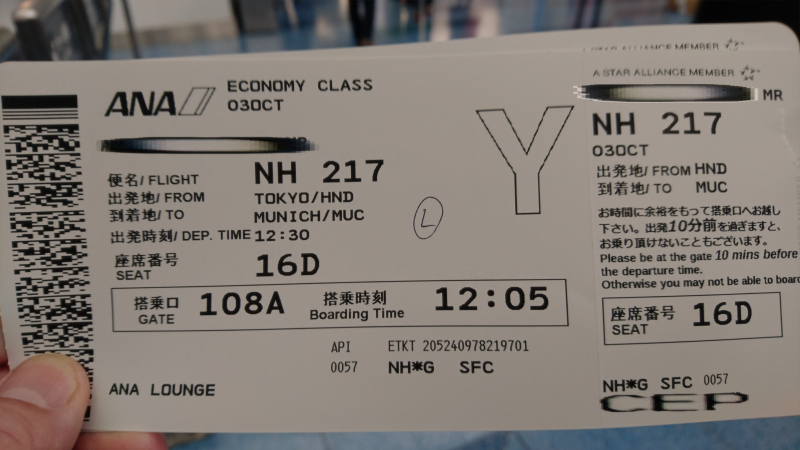 ANA
ECONOMY CLASS
03OCT
便名/ FLIGHT NH 217
出発地/ FROM TOKYO/HND
到着地/ TO MUNICH/MUC
出発時刻/ DEP. TIME 12:30
座席番号
SEAT 16D
搭乗口
GATE 108A
搭乗時刻
Boarding Time 12:05
API ETKT 205240978219701
0057 NH*G SFC
ANA LOUNGE
Y
L
STAR ALLIANCE MEMBER
A STAR ALLIANCE MEMBER
MR
NH 217
03OCT
出発地/ FROM HND
到着地/ TO MUC
お時間に余裕をもって搭乗口へお越し
下さい。出発10分前を過ぎますと、
お乗り頂けないこともございます。
Please be at the gate 10 mins before
the departure time.
Otherwise you may not be able to board
座席番号
SEAT 16D
NH*G SFC 0057